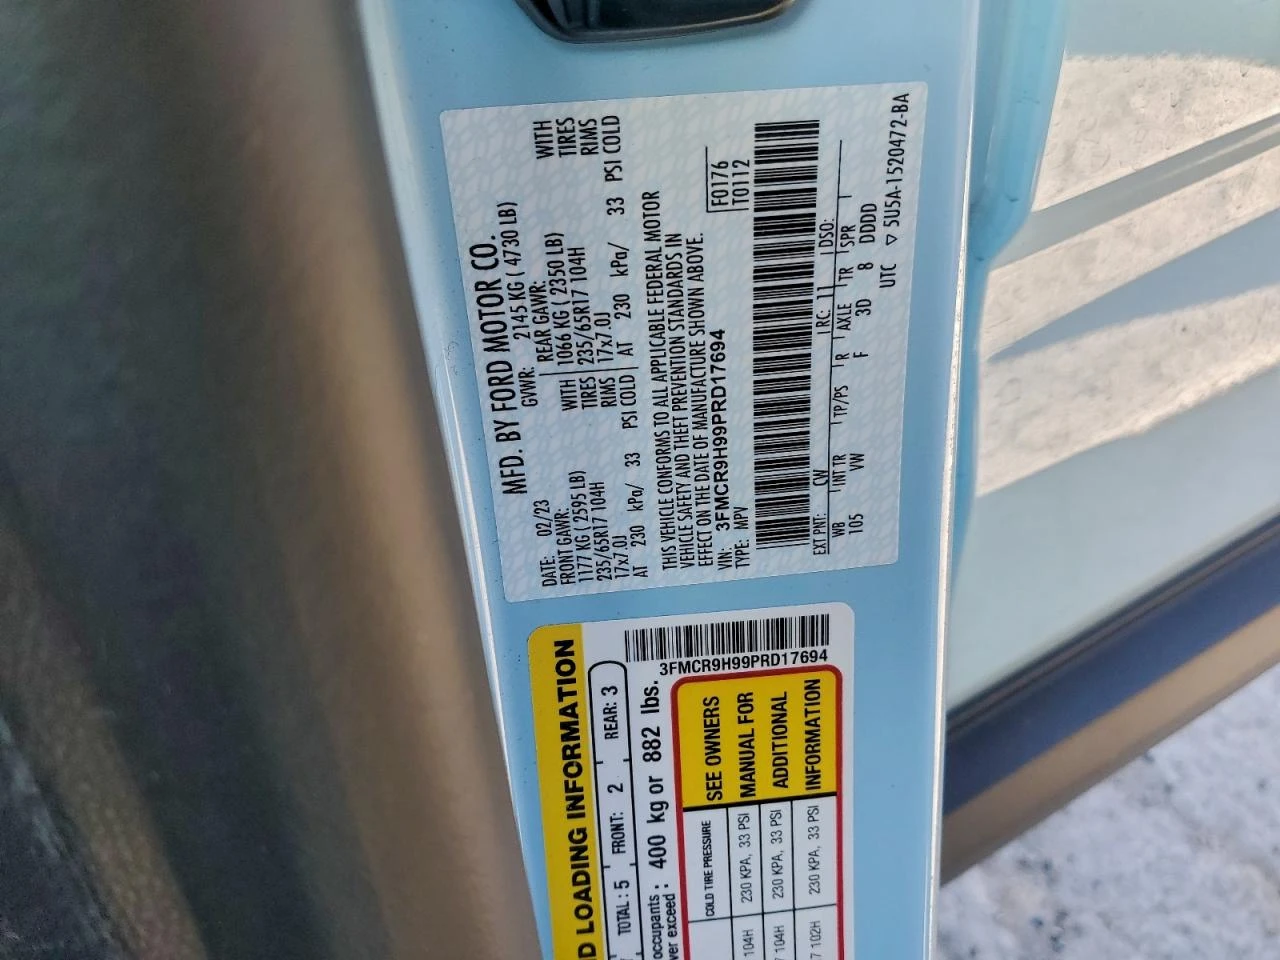 MFD. BY FORD MOTOR CO.
DATE: 02/23 GVWR: 2145 KG ( 4730 LB)
FRONT GAWR: REAR GAWR:
1177 KG ( 2595 LB) WITH 1066 KG ( 2350 LB) WITH
235/65R17 104H TIRES 235/65R17 104H TIRES
17x7.0J RIMS 17x7.0J RIMS
AT 230 kPa/ 33 PSI COLD AT 230 kPa/ 33 PSI COLD
THIS VEHICLE CONFORMS TO ALL APPLICABLE FEDERAL MOTOR
VEHICLE SAFETY AND THEFT PREVENTION STANDARDS IN
EFFECT ON THE DATE OF MANUFACTURE SHOWN ABOVE.
VIN: 3FMCR9H99PRD17694
TYPE: MPV
F0176
T0112
EXT PNT: CW RC: 11 DSO:
WB INT TR TP/PS R AXLE TR SPR
105 VW F 3D 8 DDDD
UTC ▽ 5U5A-1520472-BA
3FMCR9H99PRD17694
LOADING INFORMATION
TOTAL: 5 FRONT: 2 REAR: 3
occupants: 400 kg or 882 lbs.
exceed:
COLD TIRE PRESSURE
104H 230 KPA, 33 PSI
104H 230 KPA, 33 PSI
102H 230 KPA, 33 PSI
SEE OWNERS
MANUAL FOR
ADDITIONAL
INFORMATION